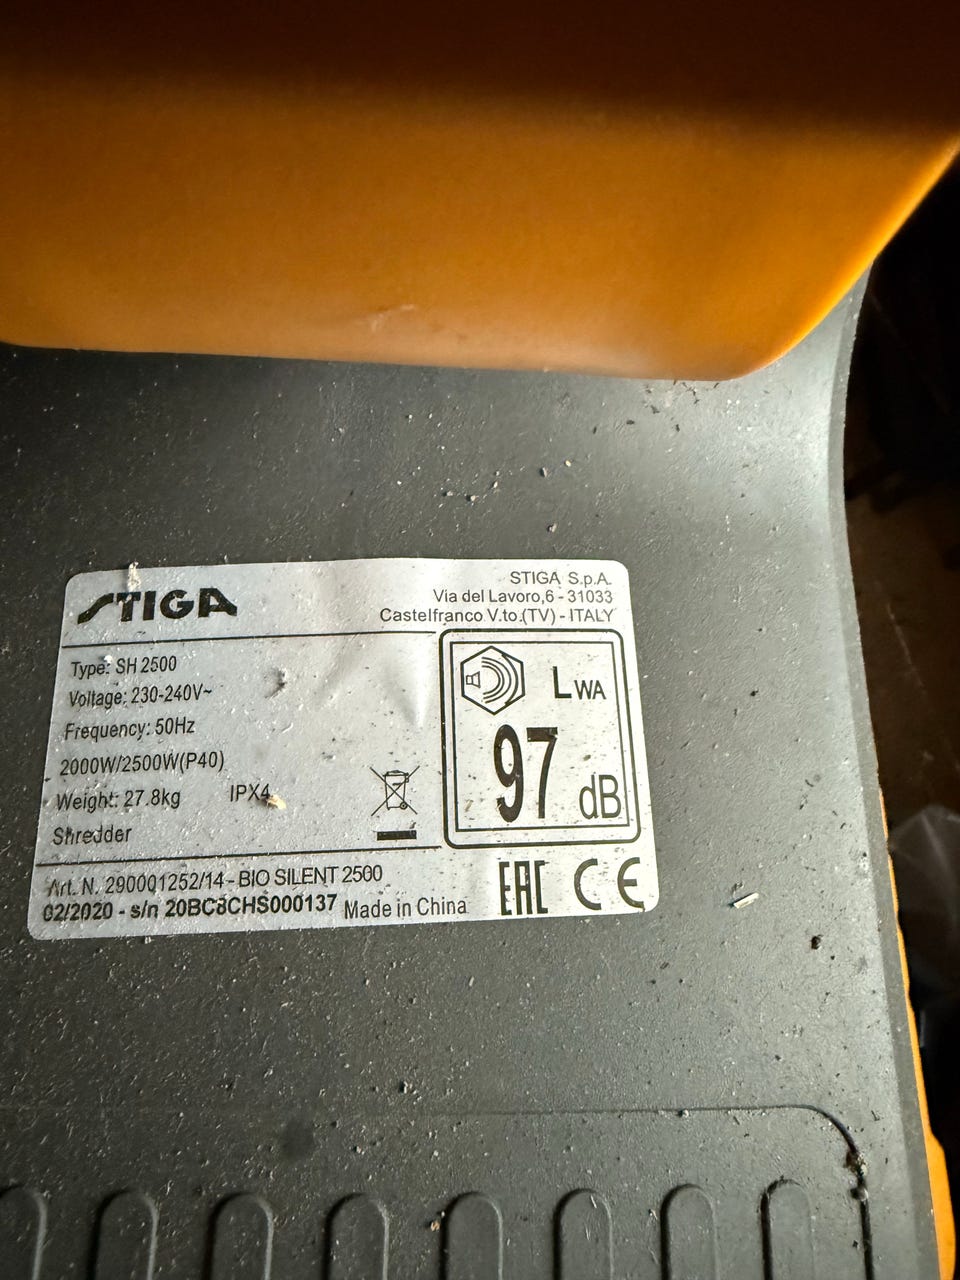 STIGA
STIGA S.p.A.
Via del Lavoro,6 - 31033
Castelfranco V.to.(TV) - ITALY
Type: SH 2500
Voltage: 230-240V~
Frequency: 50Hz
2000W/2500W(P40)
Weight: 27.8kg IPX4
Shredder
LWA
97
dB
Art. N. 290001252/14 - BIO SILENT 2500
02/2020 - s/n 20BC8CHS000137 Made in China
EAC CE